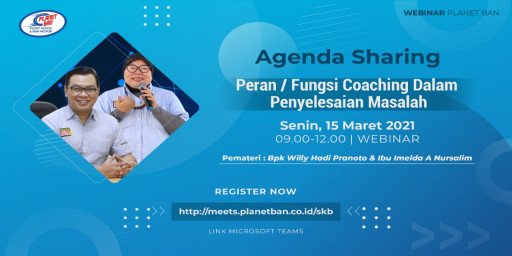 WEBINAR PLANET BAN
PLANET BAN
Agenda Sharing
Peran / Fungsi Coaching Dalam
Penyelesaian Masalah
Senin, 15 Maret 2021
09.00-12.00 | WEBINAR
Pemateri : Bpk Willy Hadi Pranoto & Ibu Imelda A Nursalim
REGISTER NOW
http://meets.planetban.co.id/skb
LINK MICROSOFT TEAMS